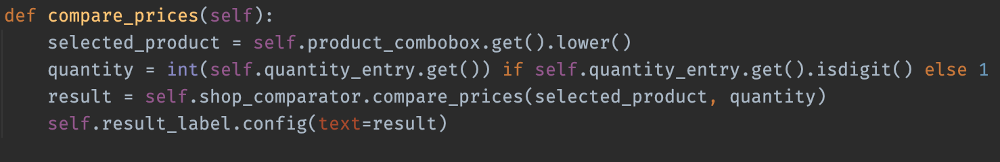 def compare_prices(self):
    selected_product = self.product_combobox.get().lower()
    quantity = int(self.quantity_entry.get()) if self.quantity_entry.get().isdigit() else 1
    result = self.shop_comparator.compare_prices(selected_product, quantity)
    self.result_label.config(text=result)